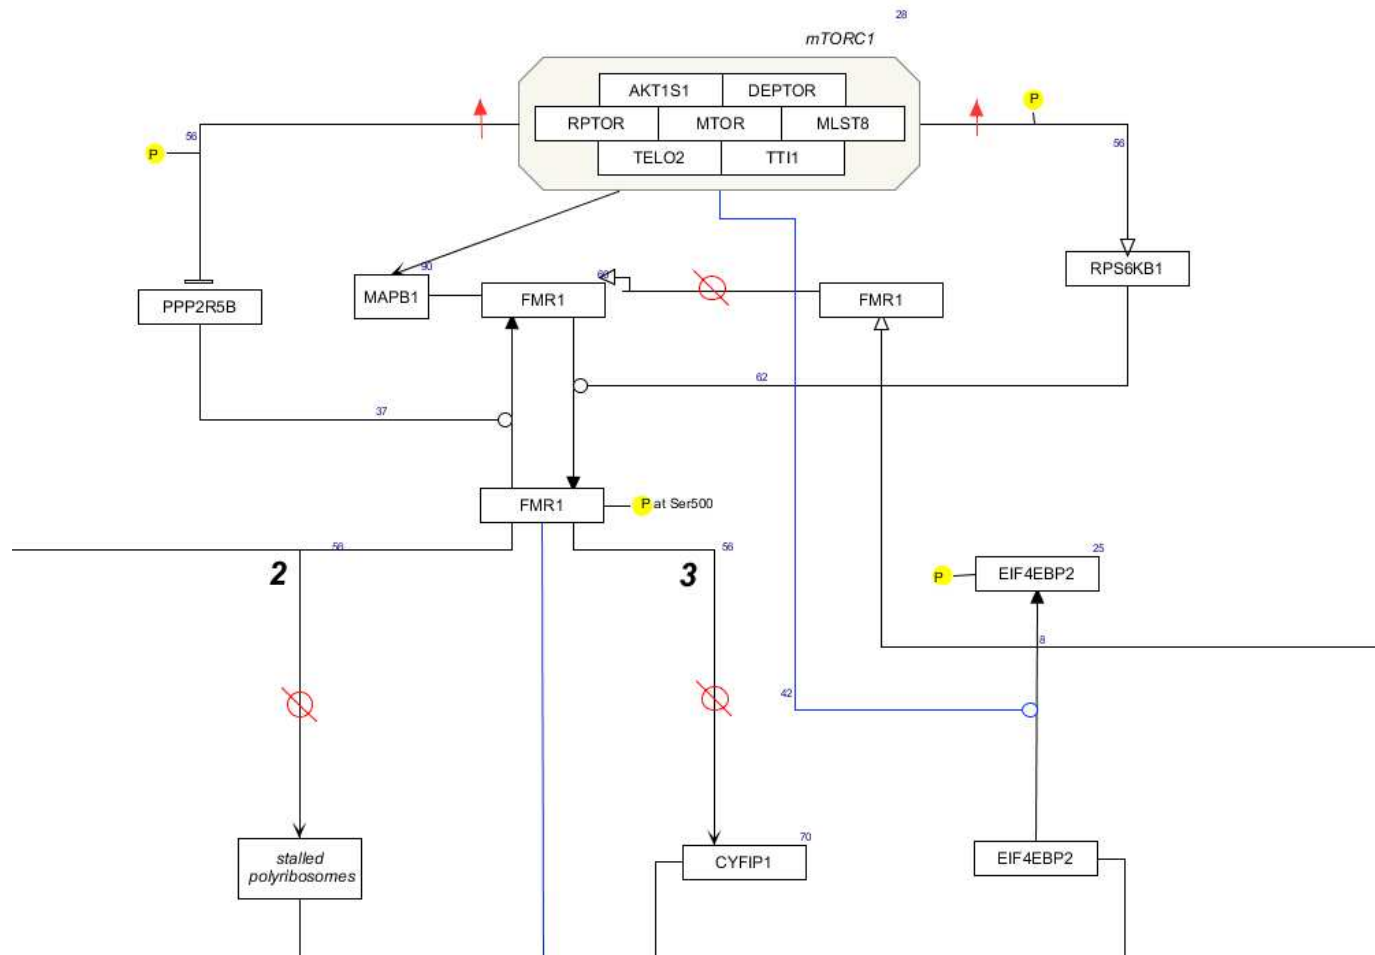 28
mTORC1
AKT1S1 DEPTOR
P
RPTOR MTOR MLST8
56
56
P
TELO2 TTI1
90
RPS6KB1
MAPB1 FMR1 FMR1
PPP2R5B
62
37
FMR1 P at Ser500
56 56 25
2 3 P EIF4EBP2
8
42
70
stalled
polyribosomes
CYFIP1 EIF4EBP2